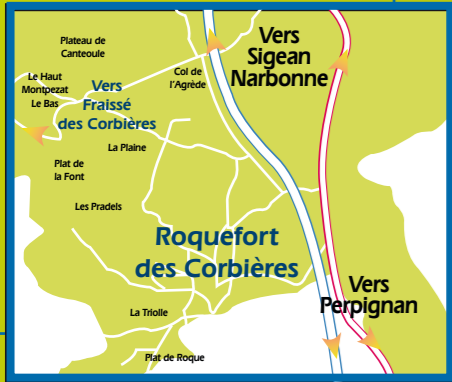 Plateau de
Canteoule
Vers
Sigean
Narbonne
Le Haut
Montpezat
Le Bas
Vers
Fraissé
des Corbières
Col de
l'Agrède
La Plaine
Plat de
la Font
Les Pradels
Roquefort
des Corbières
Vers
Perpignan
La Triolle
Plat de Roque